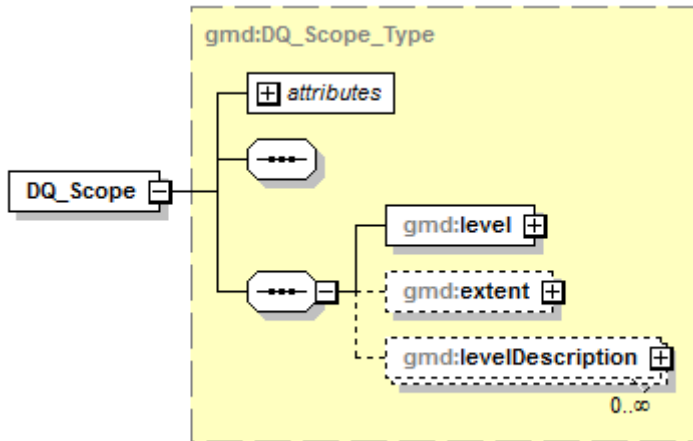 gmd:DQ_Scope_Type
attributes
DQ_Scope
gmd:level
gmd:extent
gmd:levelDescription
0..∞